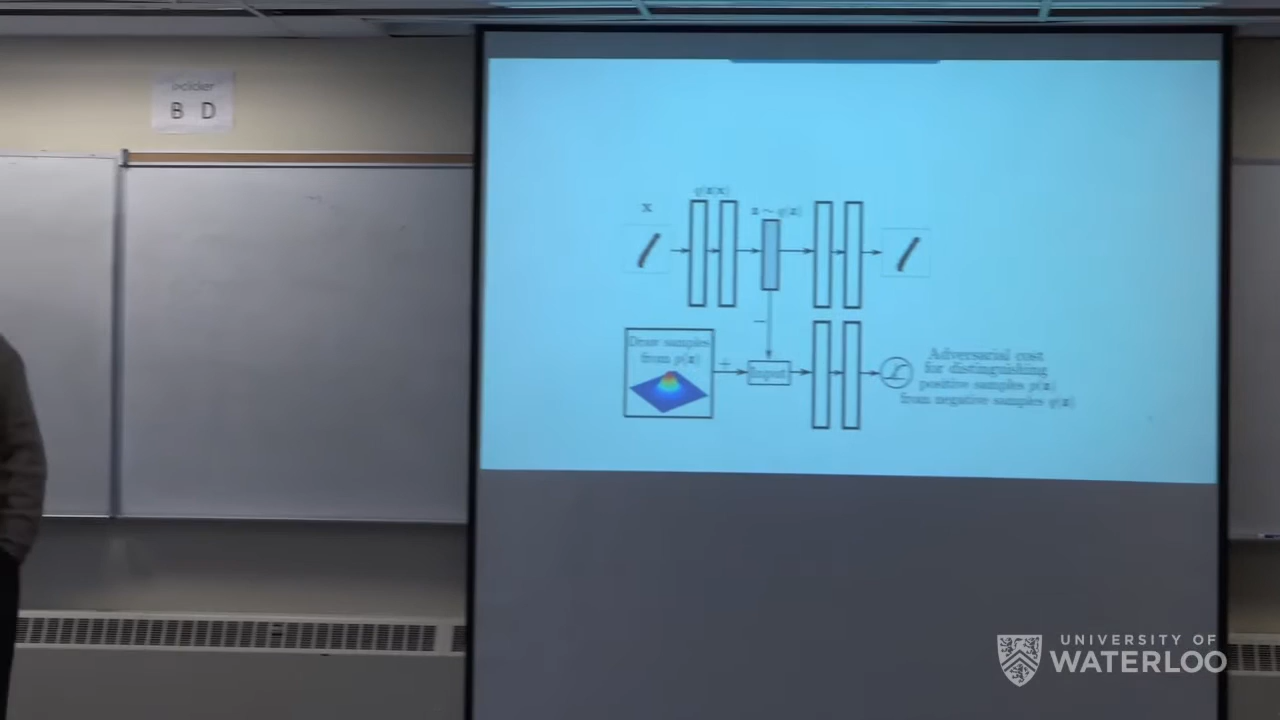 i-clicker
B D
q(z|x)
x
z ~ q(z)
−
Draw samples
from p(z)
+
Input
Adversarial cost
for distinguishing
positive samples p(z)
from negative samples q(z)
UNIVERSITY OF
WATERLOO